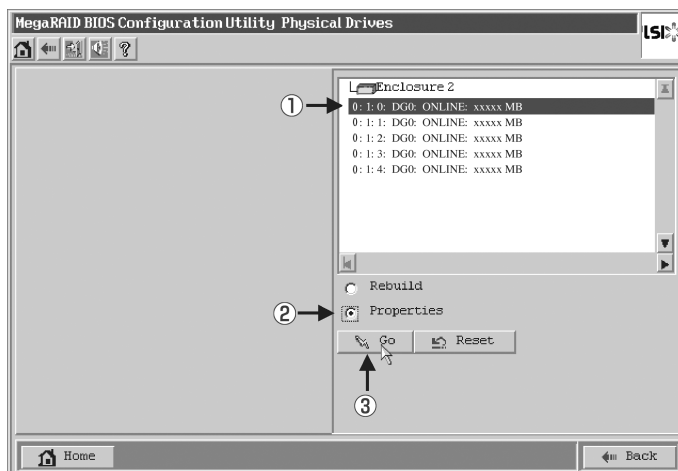 MegaRAID BIOS Configuration Utility Physical Drives
LSI
?
Enclosure 2
①
0: 1: 0: DG0: ONLINE: xxxxx MB
0: 1: 1: DG0: ONLINE: xxxxx MB
0: 1: 2: DG0: ONLINE: xxxxx MB
0: 1: 3: DG0: ONLINE: xxxxx MB
0: 1: 4: DG0: ONLINE: xxxxx MB
Rebuild
② Properties
Go Reset
③
Home Back